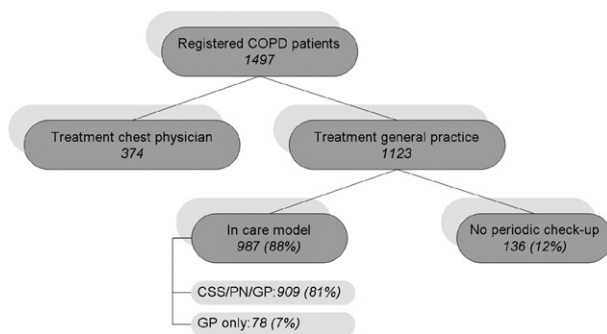 Registered COPD patients
1497
Treatment chest physician
374
Treatment general practice
1123
In care model
987 (88%)
No periodic check-up
136 (12%)
CSS/PN/GP:909 (81%)
GP only:78 (7%)